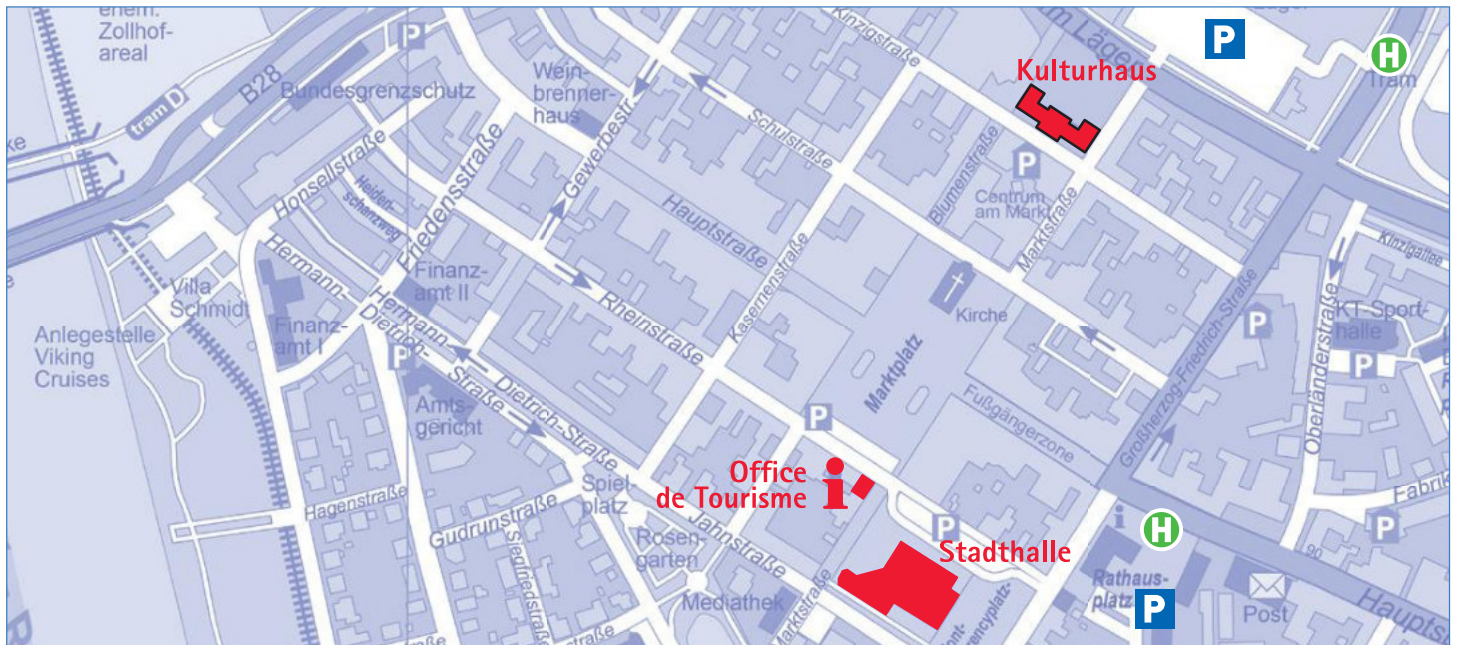 ehem.
Zollhof-
areal
P
Kinzigstraße
P
H
Tram
Kulturhaus
Wein-
brenner-
haus
B28
Bundesgrenzschutz
tram D
Gewerbestr.
Schulstraße
Friedensstraße
Honsellstraße
Heiden-
schanzweg
Hauptstraße
Blumenstraße
P
Centrum
am Markt
Marktstraße
Kasernenstraße
Kinzigallee
Finanz-
amt II
Villa
Schmidt
Hermann-
Dietrich-
Straße
Hermann-
Dietrich-Straße
Rheinstraße
Kirche
Großherzog-Friedrich-Straße
Oberländerstraße
KT-Sport-
halle
P
P
Anlegestelle
Viking
Cruises
Finanz-
amt I
P
Marktplatz
Amts-
gericht
P
Fußgängerzone
Office
de Tourisme
i
Spiel-
platz
Hagenstraße
Gudrunstraße
Siegfriedstraße
Jahnstraße
Rosen-
garten
P
Stadthalle
i
H
P
Mediathek
Marktstraße
Rathaus-
platz
P
Post